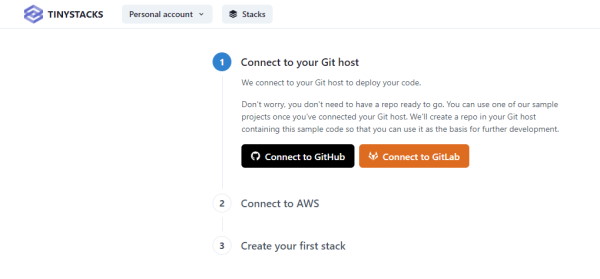 TINYSTACKS
Personal account
Stacks
1
Connect to your Git host
We connect to your Git host to deploy your code.
Don't worry, you don't need to have a repo ready to go. You can use one of our sample
projects once you've connected your Git host. We'll create a repo in your Git host
containing this sample code so that you can use it as the basis for further development.
Connect to GitHub
Connect to GitLab
2
Connect to AWS
3
Create your first stack